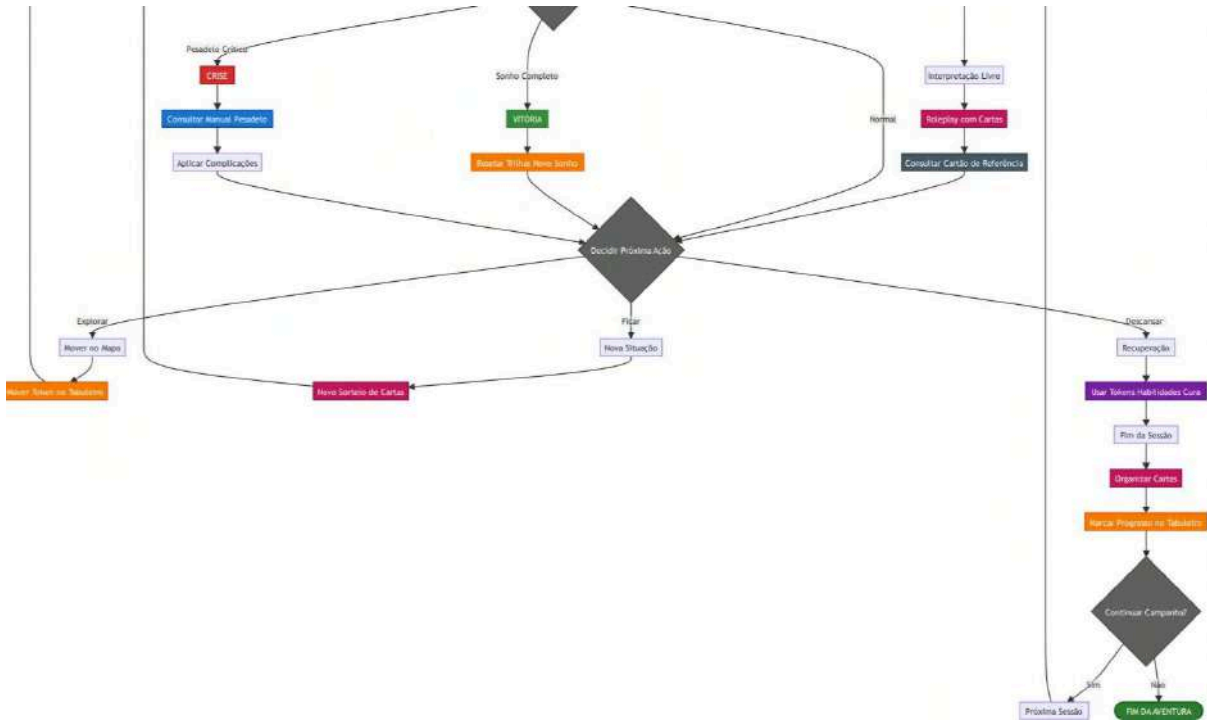 Pesadelo Crítico
CRISE
Consultar Manual Pesadelo
Aplicar Complicações
Sonho Completo
VITÓRIA
Resetar Trilhas Novo Sonho
Normal
Interpretação Livre
Roleplay com Cartas
Consultar Cartão de Referência
Decidir Próxima Ação
Explorar
Mover no Mapa
Mover Token no Tabuleiro
Ficar
Nova Situação
Novo Sorteio de Cartas
Descansar
Recuperação
Usar Tokens Habilidades Cura
Fim da Sessão
Organizar Cartas
Marcar Progresso no Tabuleiro
Continuar Campanha?
Sim
Não
Próxima Sessão
FIM DA AVENTURA